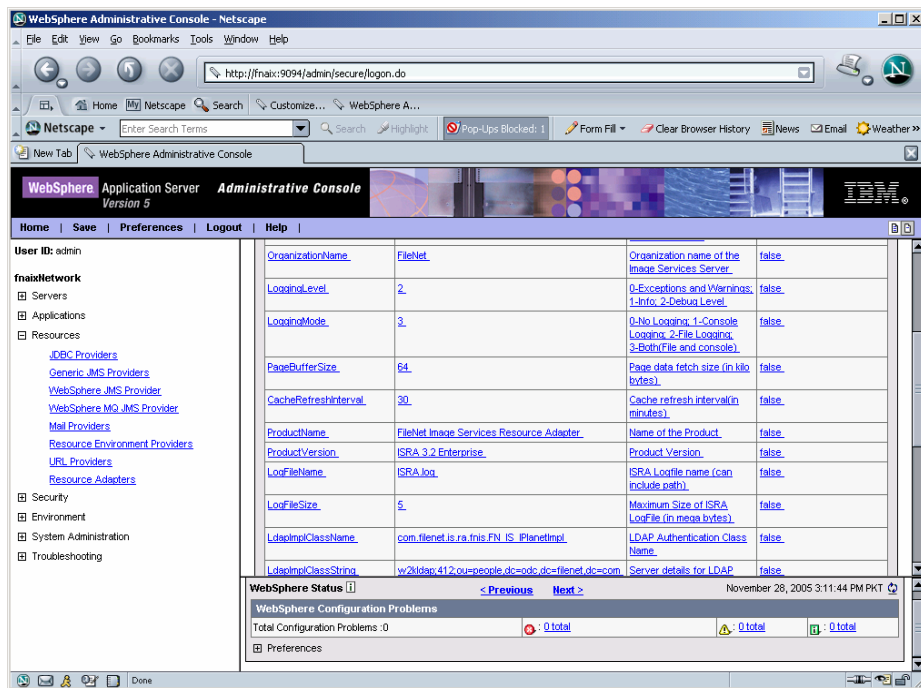 WebSphere Administrative Console - Netscape
File Edit View Go Bookmarks Tools Window Help
http://fnaix:9094/admin/secure/logon.do
N
Home My Netscape Search Customize... WebSphere A...
Netscape Enter Search Terms Search Highlight Pop-Ups Blocked: 1 Form Fill Clear Browser History News Email Weather »
New Tab WebSphere Administrative Console
WebSphere Application Server Administrative Console
Version 5
IBM
Home | Save | Preferences | Logout | Help |
User ID: admin
fnaixNetwork
Servers
Applications
Resources
JDBC Providers
Generic JMS Providers
WebSphere JMS Provider
WebSphere MQ JMS Provider
Mail Providers
Resource Environment Providers
URL Providers
Resource Adapters
Security
Environment
System Administration
Troubleshooting
OrganizationName FileNet Organization name of the false
Image Services Server
LoggingLevel 2 0-Exceptions and Warnings; false
1-Info; 2-Debug Level
LoggingMode 3 0-No Logging; 1-Console false
Logging; 2-File Logging;
3-Both(File and console)
PageBufferSize 64 Page data fetch size (in kilo false
bytes)
CacheRefreshInterval 30 Cache refresh interval(in false
minutes)
ProductName FileNet Image Services Resource Adapter Name of the Product false
ProductVersion ISRA 3.2 Enterprise Product Version false
LogFileName ISRA.log ISRA Logfile name (can false
include path)
LogFileSize 5 Maximum Size of ISRA false
LogFile (in mega bytes)
LdapImplClassName com.filenet.is.ra.fnis.FN_IS_IPlanetImpl LDAP Authentication Class false
Name
LdapImplClassString w2kldap;412;ou=people,dc=odc,dc=filenet,dc=com Server details for LDAP false
WebSphere Status < Previous Next > November 28, 2005 3:11:44 PM PKT
WebSphere Configuration Problems
Total Configuration Problems :0 : 0 total : 0 total : 0 total
Preferences
Done